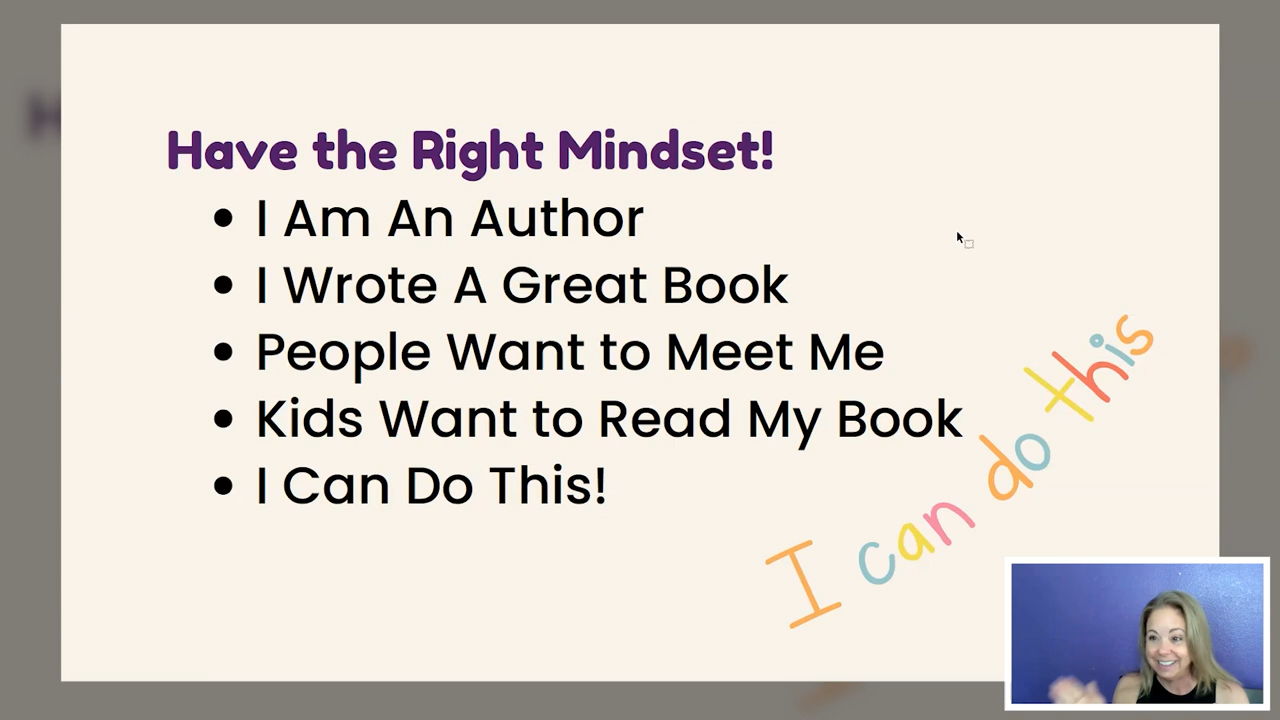 Have the Right Mindset!
• I Am An Author
• I Wrote A Great Book
• People Want to Meet Me
• Kids Want to Read My Book
• I Can Do This!
I can do this